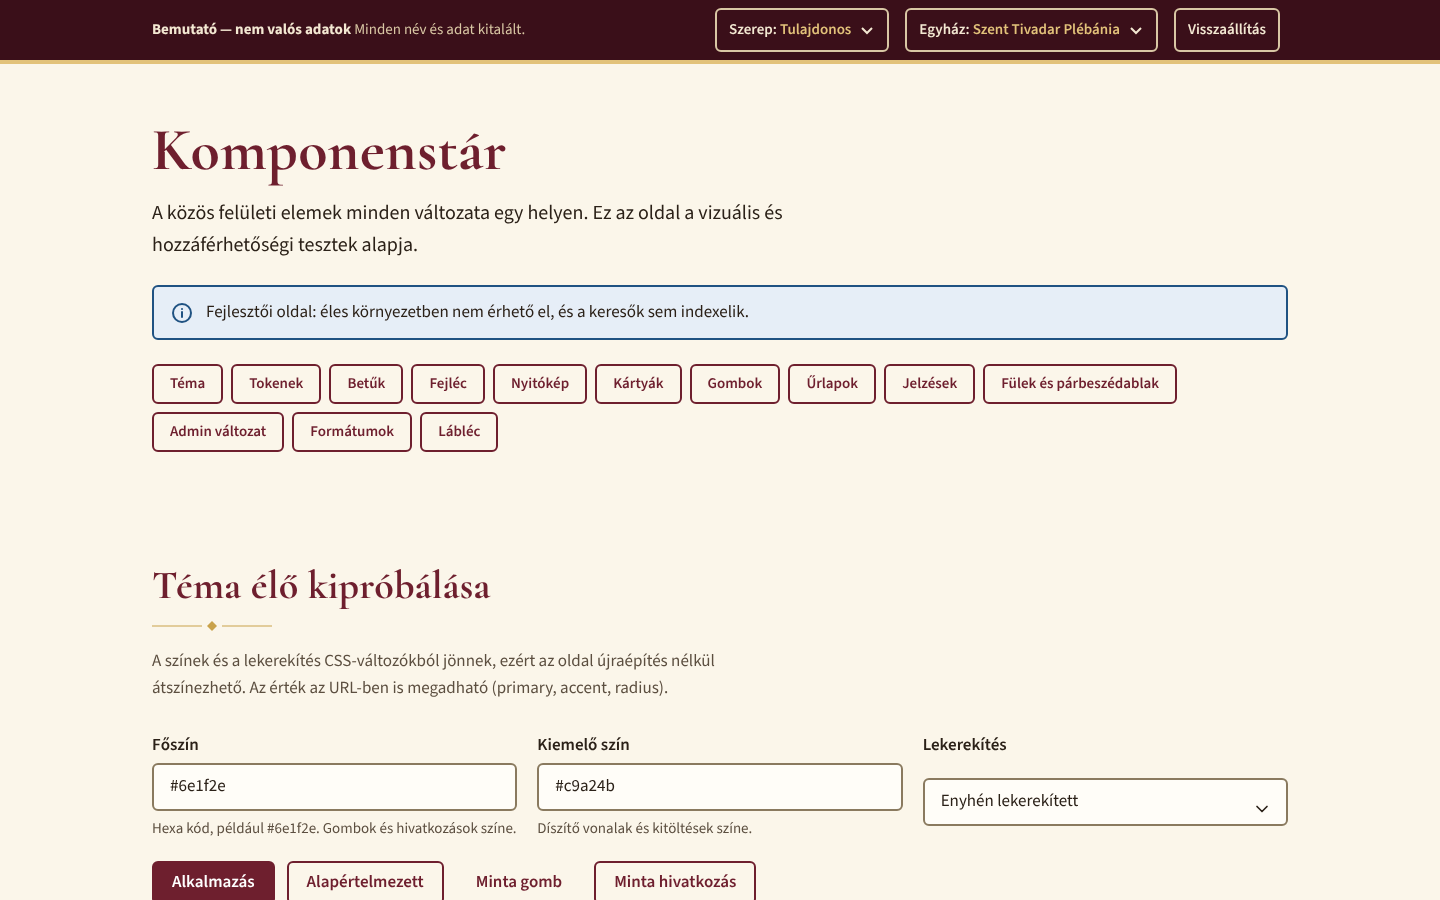 Bemutató — nem valós adatok Minden név és adat kitalált.
Szerep: Tulajdonos
Egyház: Szent Tivadar Plébánia
Visszaállítás
Komponenstár
A közös felületi elemek minden változata egy helyen. Ez az oldal a vizuális és
hozzáférhetőségi tesztek alapja.
Fejlesztői oldal: éles környezetben nem érhető el, és a keresők sem indexelik.
Téma
Tokenek
Betűk
Fejléc
Nyitókép
Kártyák
Gombok
Űrlapok
Jelzések
Fülek és párbeszédablak
Admin változat
Formátumok
Lábléc
Téma élő kipróbálása
A színek és a lekerekítés CSS-változókból jönnek, ezért az oldal újraépítés nélkül
átszínezhető. Az érték az URL-ben is megadható (primary, accent, radius).
Főszín
Kiemelő szín
Lekerekítés
#6e1f2e
#c9a24b
Enyhén lekerekített
Hexa kód, például #6e1f2e. Gombok és hivatkozások színe.
Díszítő vonalak és kitöltések színe.
Alkalmazás
Alapértelmezett
Minta gomb
Minta hivatkozás